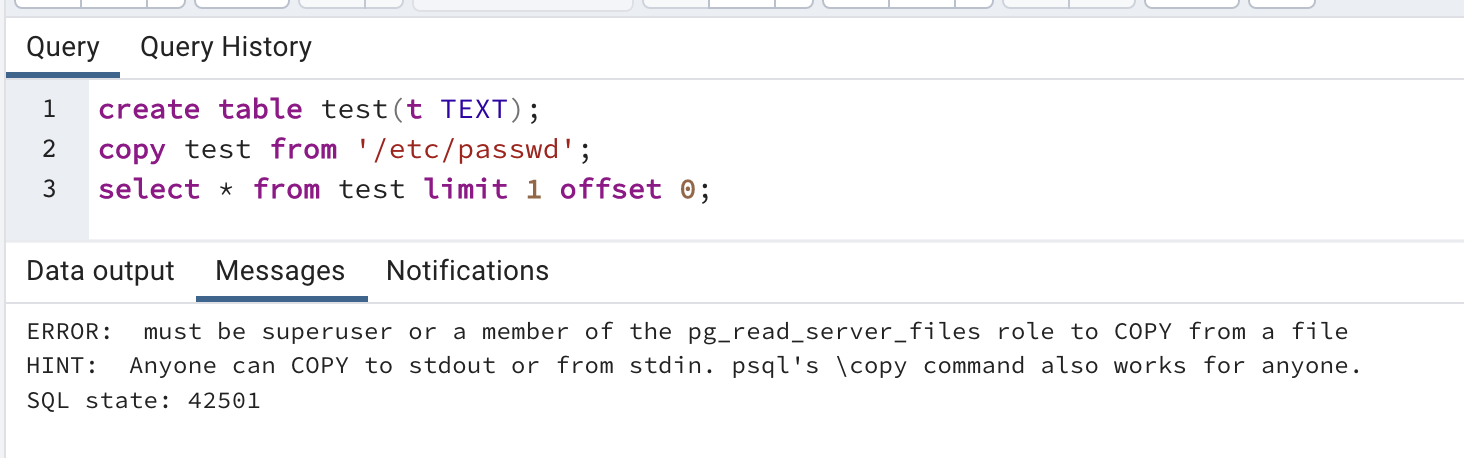 Query Query History
1 create table test(t TEXT);
2 copy test from '/etc/passwd';
3 select * from test limit 1 offset 0;
Data output Messages Notifications
ERROR:  must be superuser or a member of the pg_read_server_files role to COPY from a file
HINT:  Anyone can COPY to stdout or from stdin. psql's \copy command also works for anyone.
SQL state: 42501